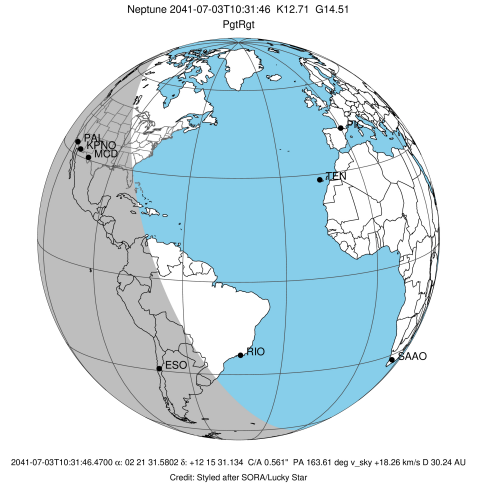 Neptune 2041-07-03T10:31:46 K12.71 G14.51
PgtRgt
PAL
KPNO
MCD
PIC
TEN
RIO
ESO
SAAO
2041-07-03T10:31:46.4700 α: 02 21 31.5802 δ: +12 15 31.134 C/A 0.561" PA 163.61 deg v_sky +18.26 km/s D 30.24 AU
Credit: Styled after SORA/Lucky Star